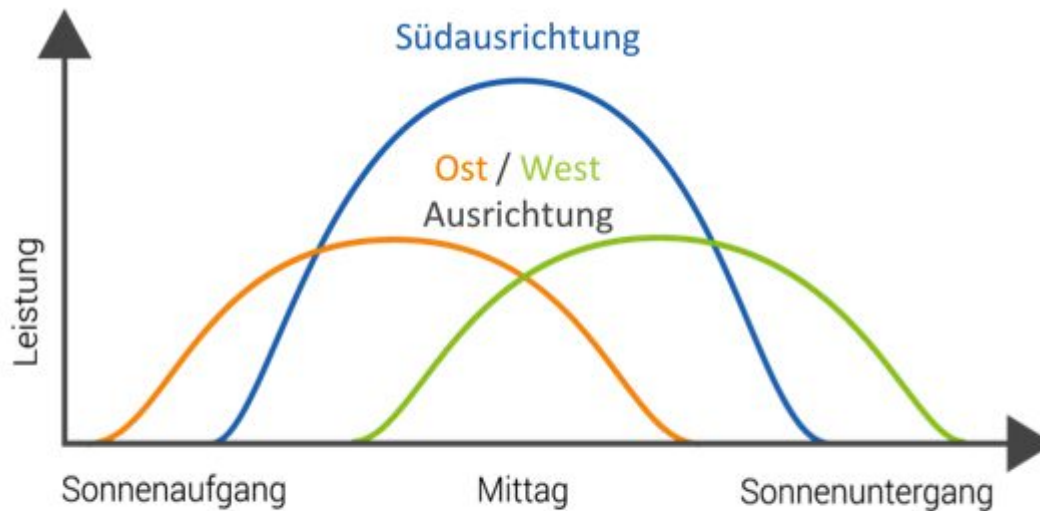 Südausrichtung
Ost / West
Ausrichtung
Leistung
Sonnenaufgang
Mittag
Sonnenuntergang